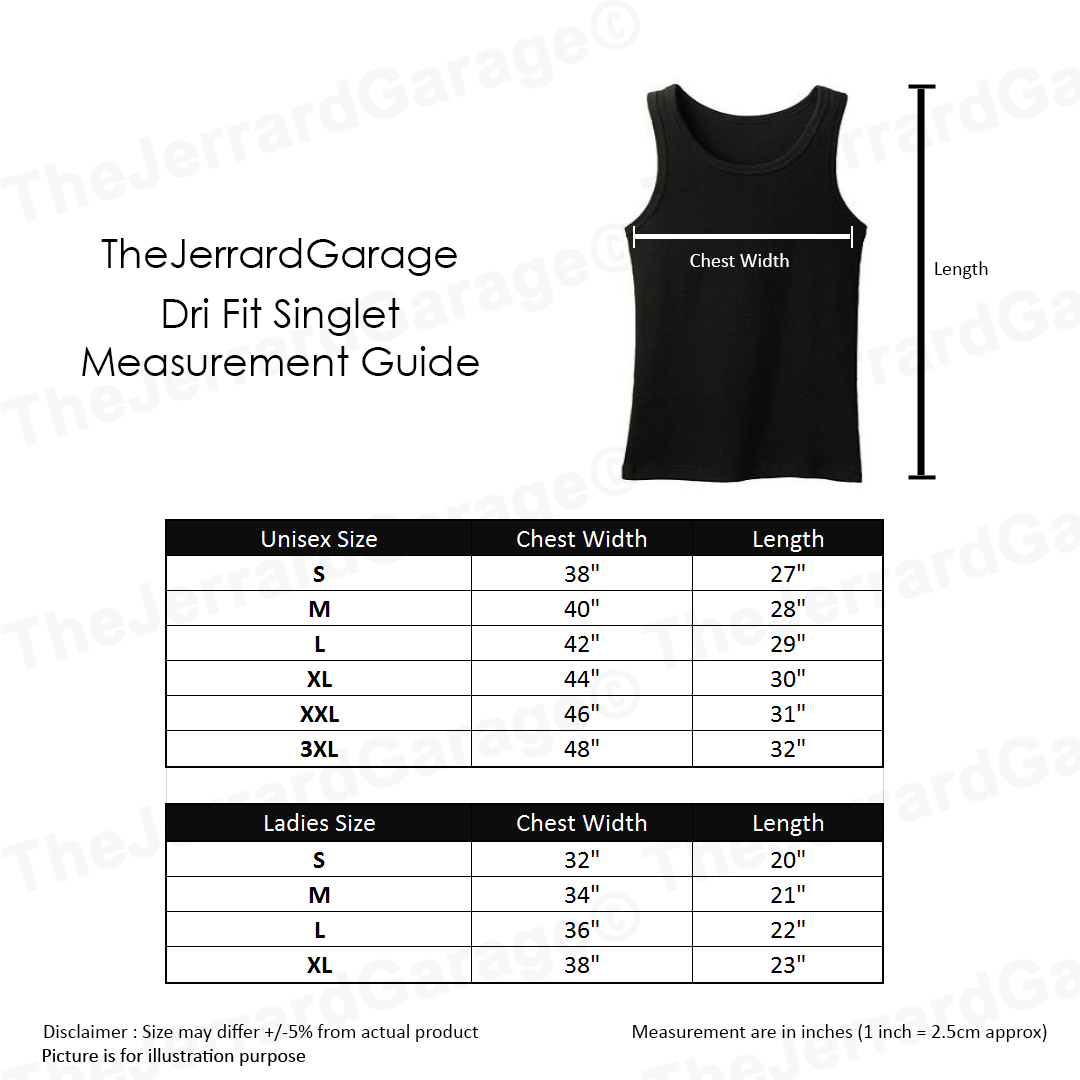 TheJerrardGarage©
TheJerrardGarage
Dri Fit Singlet
Measurement Guide
Chest Width
Length
Unisex Size Chest Width Length
S 38" 27"
M 40" 28"
L 42" 29"
XL 44" 30"
XXL 46" 31"
3XL 48" 32"
Ladies Size Chest Width Length
S 32" 20"
M 34" 21"
L 36" 22"
XL 38" 23"
Disclaimer : Size may differ +/-5% from actual product
Picture is for illustration purpose
Measurement are in inches (1 inch = 2.5cm approx)